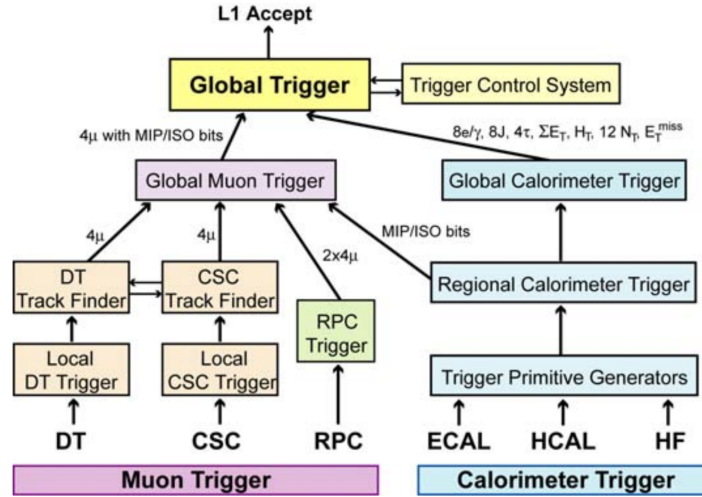 L1 Accept
Global Trigger
Trigger Control System
4μ with MIP/ISO bits
8e/γ, 8J, 4τ, ΣE_T, H_T, 12 N_T, E_T^miss
Global Muon Trigger
Global Calorimeter Trigger
4μ
4μ
2x4μ
MIP/ISO bits
DT
Track Finder
CSC
Track Finder
RPC
Trigger
Regional Calorimeter Trigger
Local
DT Trigger
Local
CSC Trigger
Trigger Primitive Generators
DT
CSC
RPC
ECAL
HCAL
HF
Muon Trigger
Calorimeter Trigger